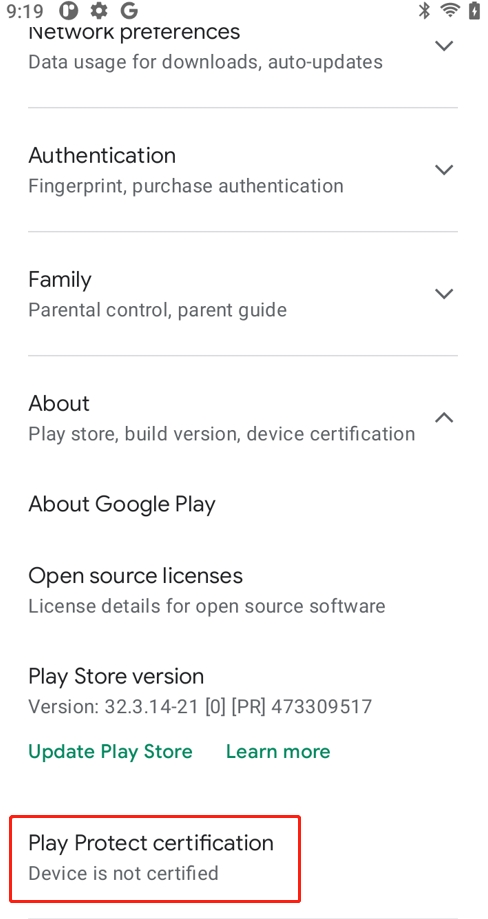 9:19
Network preferences
Data usage for downloads, auto-updates
Authentication
Fingerprint, purchase authentication
Family
Parental control, parent guide
About
Play store, build version, device certification
About Google Play
Open source licenses
License details for open source software
Play Store version
Version: 32.3.14-21 [0] [PR] 473309517
Update Play Store Learn more
Play Protect certification
Device is not certified